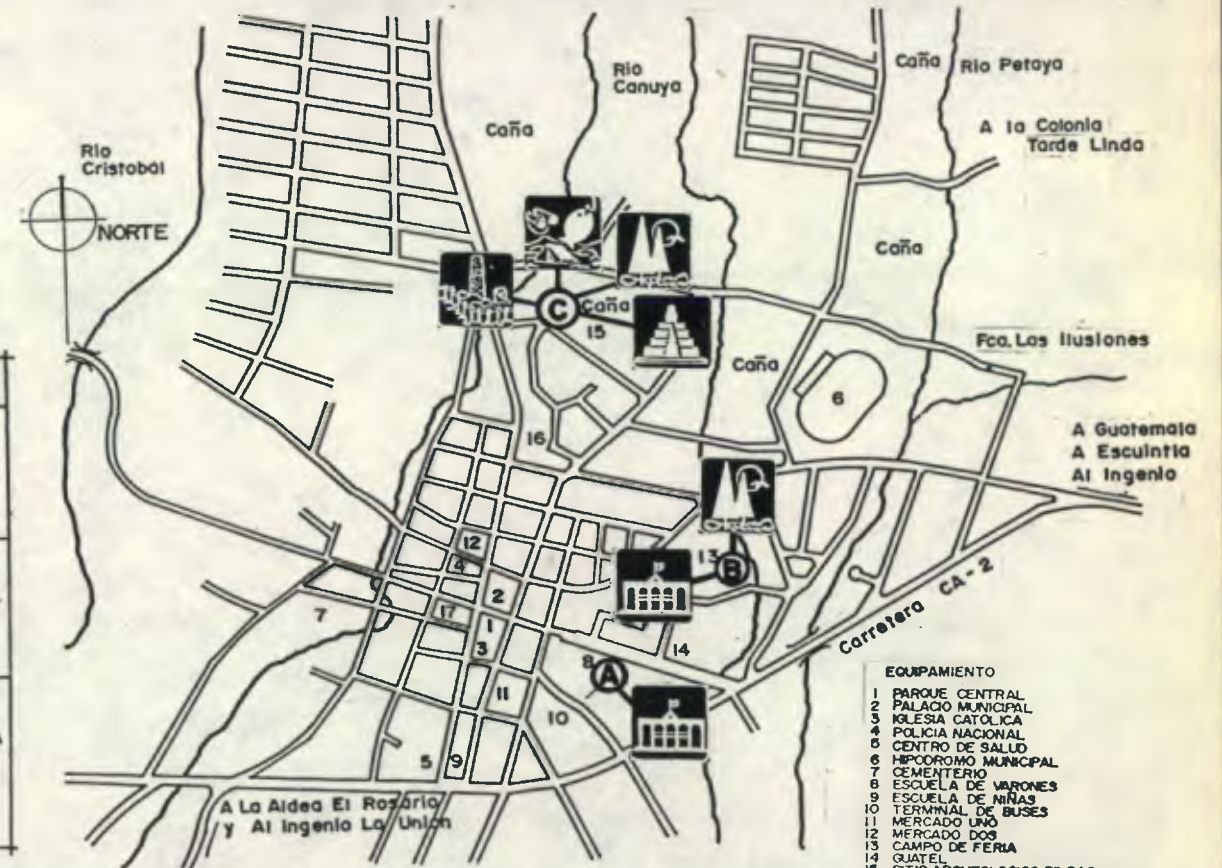 Caña
Rio Petaya
Rio
Canuya
Caña
A la Colonia
Tarde Linda
Rio
Cristobal
NORTE
Caña
C
Caña
15
Fca. Las Ilusiones
Caña
6
A Guatemala
A Escuintla
Al Ingenio
16
12
4
13
B
2
7
17
1
3
14
Carretera CA-2
8
A
11
10
5
9
A La Aldea El Rosario
y Al Ingenio La Union
EQUIPAMIENTO
1 PARQUE CENTRAL
2 PALACIO MUNICIPAL
3 IGLESIA CATOLICA
4 POLICIA NACIONAL
5 CENTRO DE SALUD
6 HIPODROMO MUNICIPAL
7 CEMENTERIO
8 ESCUELA DE VARONES
9 ESCUELA DE NIÑAS
10 TERMINAL DE BUSES
11 MERCADO UNO
12 MERCADO DOS
13 CAMPO DE FERIA
14 GUATEL